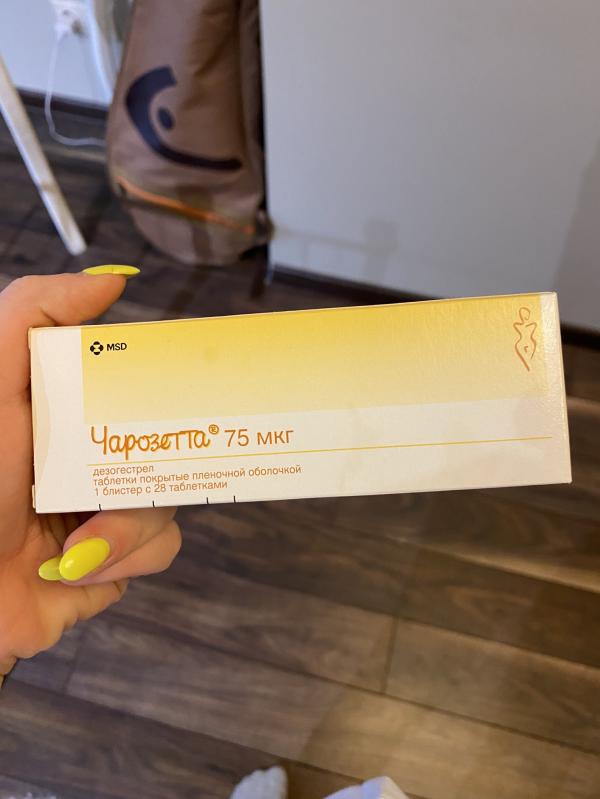 MSD
Чарозетта® 75 мкг
дезогестрел
таблетки покрытые пленочной оболочкой
1 блистер с 28 таблетками